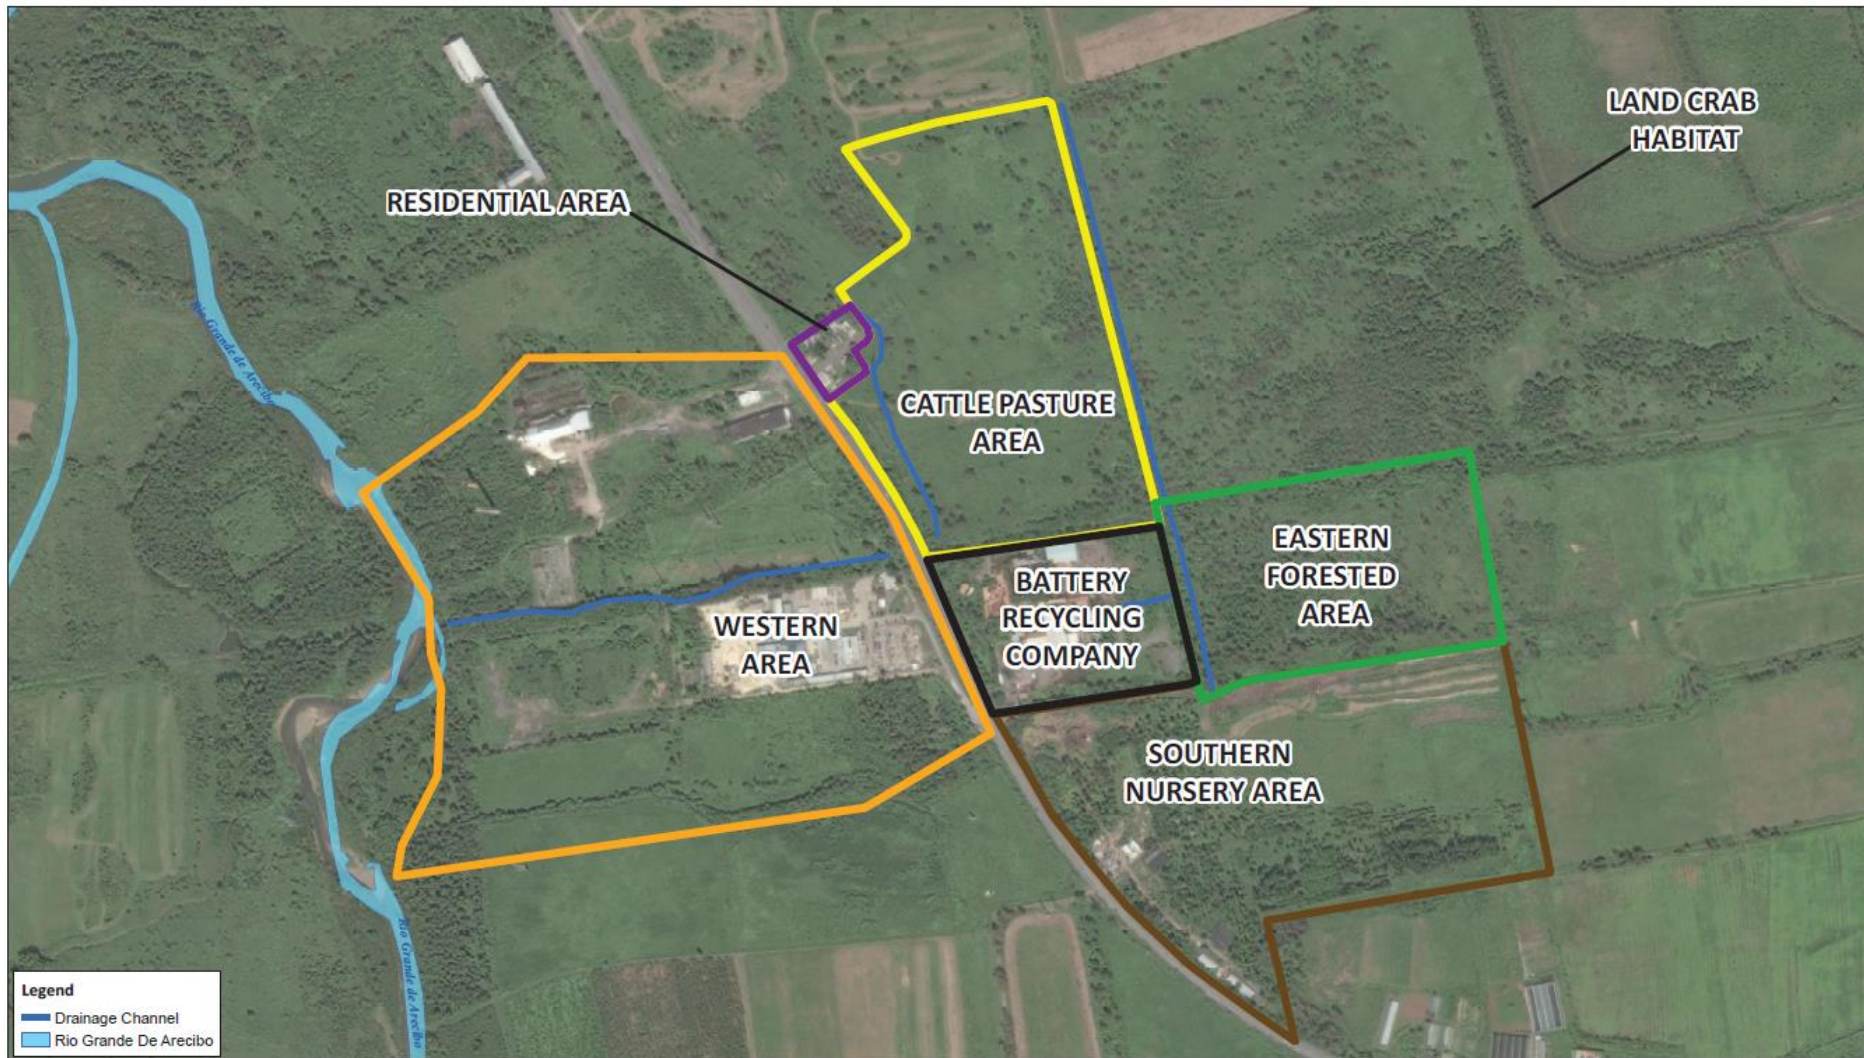 LAND CRAB
HABITAT
RESIDENTIAL AREA
Rio Grande de Arecibo
CATTLE PASTURE
AREA
EASTERN
FORESTED
AREA
BATTERY
RECYCLING
COMPANY
WESTERN
AREA
SOUTHERN
NURSERY AREA
Rio Grande de Arecibo
Legend
Drainage Channel
Rio Grande De Arecibo